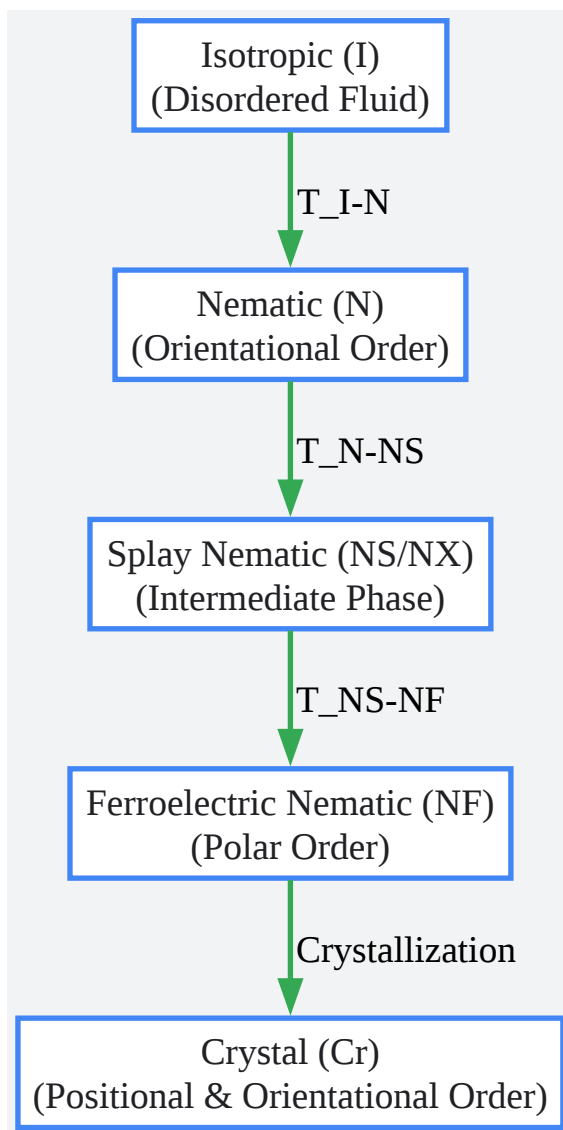 Isotropic (I)
(Disordered Fluid)
T_I-N
Nematic (N)
(Orientational Order)
T_N-NS
Splay Nematic (NS/NX)
(Intermediate Phase)
T_NS-NF
Ferroelectric Nematic (NF)
(Polar Order)
Crystallization
Crystal (Cr)
(Positional & Orientational Order)